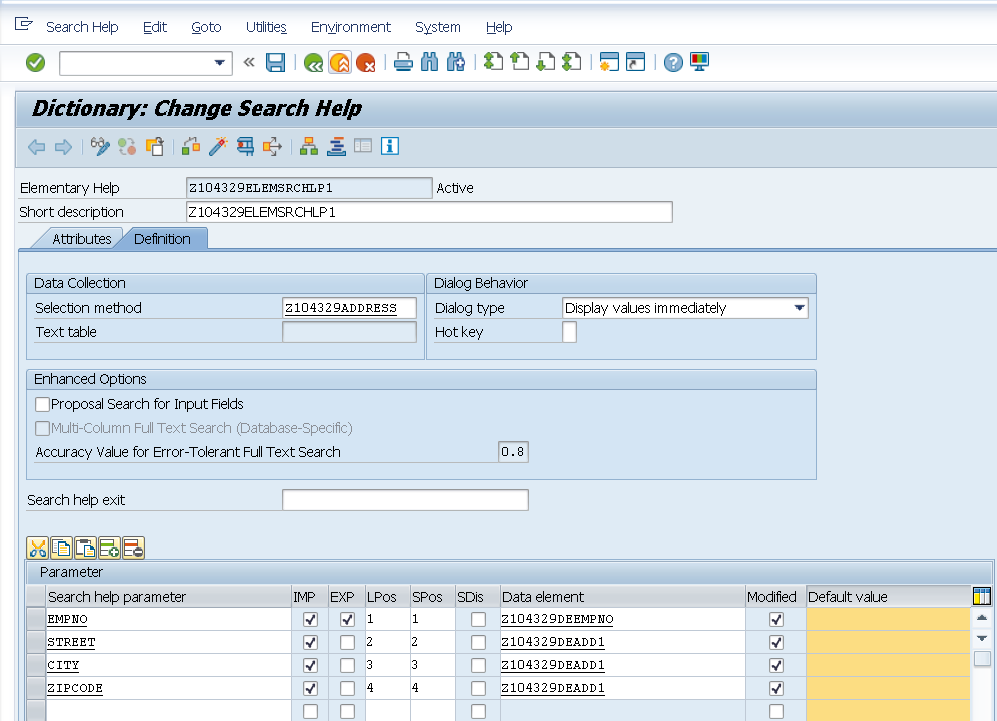 Search Help Edit Goto Utilities Environment System Help
Dictionary: Change Search Help
Elementary Help Z104329ELEMSRCHLP1 Active
Short description Z104329ELEMSRCHLP1
Attributes Definition
Data Collection Dialog Behavior
Selection method Z104329ADDRESS Dialog type Display values immediately
Text table Hot key
Enhanced Options
Proposal Search for Input Fields
Multi-Column Full Text Search (Database-Specific)
Accuracy Value for Error-Tolerant Full Text Search 0.8
Search help exit
Parameter
Search help parameter IMP EXP LPos SPos SDis Data element Modified Default value
EMPNO 1 1 Z104329DEEMPNO
STREET 2 2 Z104329DEADD1
CITY 3 3 Z104329DEADD1
ZIPCODE 4 4 Z104329DEADD1